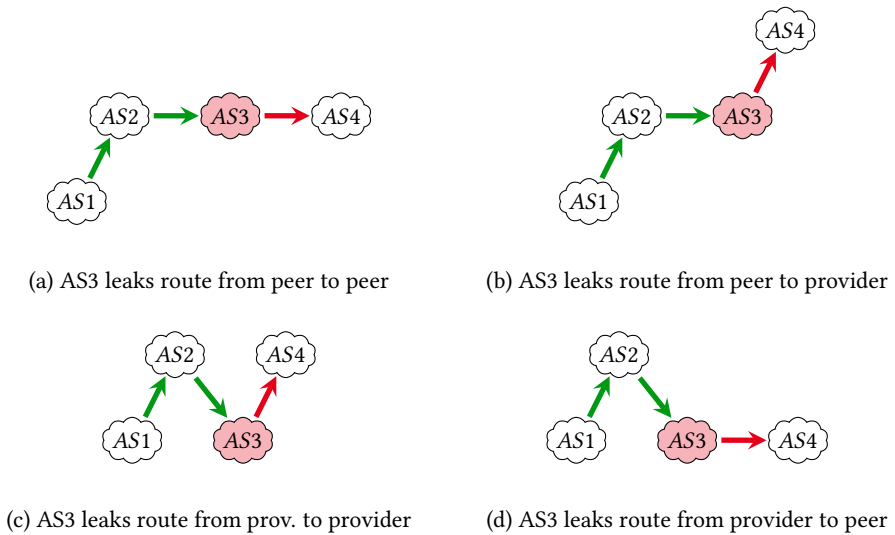 AS4
AS2 AS3 AS4 AS2 AS3
AS1 AS1
(a) AS3 leaks route from peer to peer (b) AS3 leaks route from peer to provider
AS2 AS4 AS2
AS1 AS3 AS1 AS3 AS4
(c) AS3 leaks route from prov. to provider (d) AS3 leaks route from provider to peer